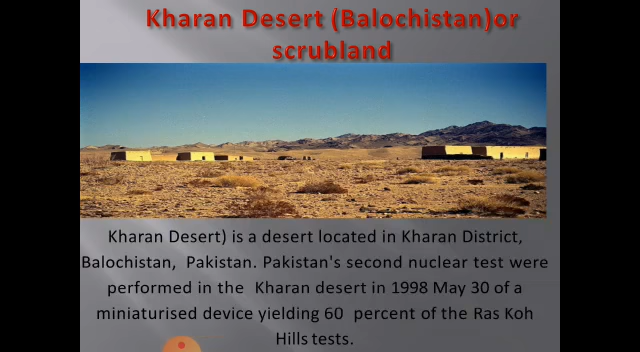 Kharan Desert (Balochistan)or
scrubland
Kharan Desert) is a desert located in Kharan District,
Balochistan, Pakistan. Pakistan's second nuclear test were
performed in the Kharan desert in 1998 May 30 of a
miniaturised device yielding 60 percent of the Ras Koh
Hills tests.